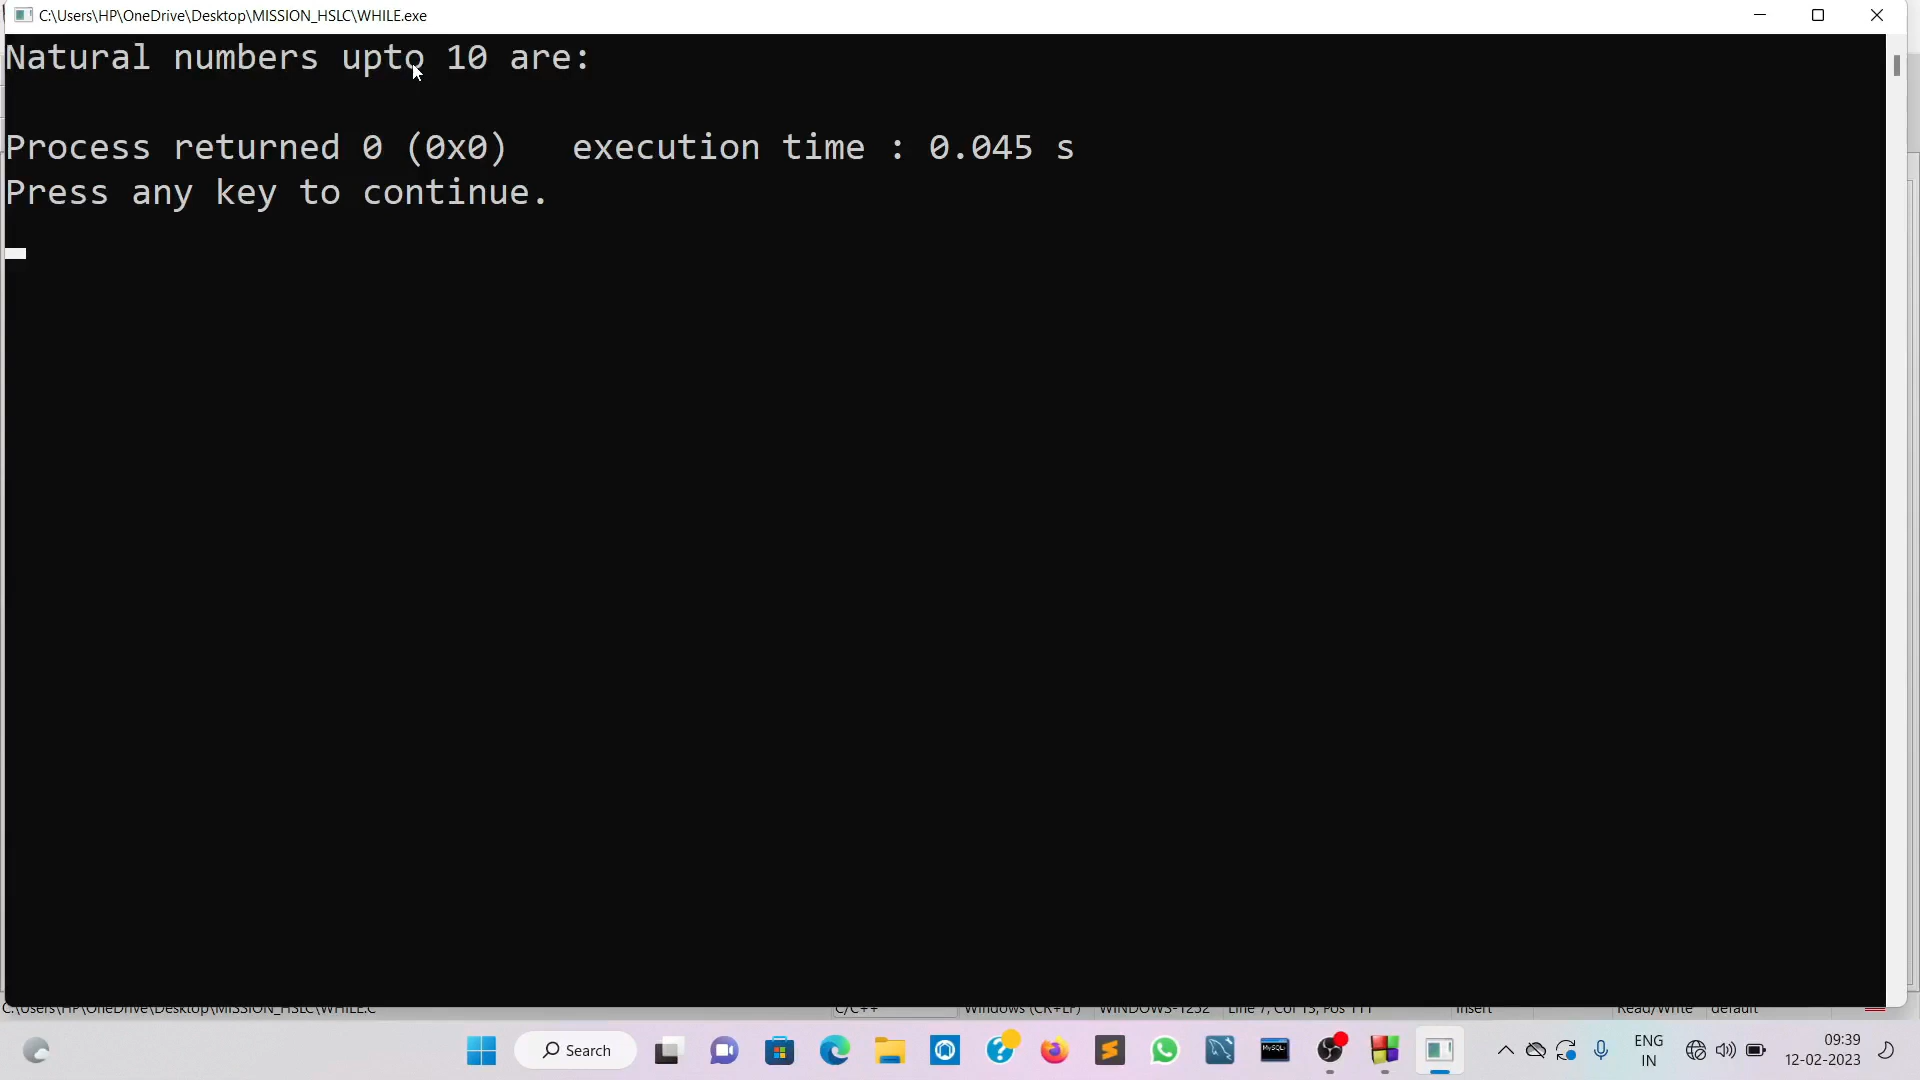 C:\Users\HP\OneDrive\Desktop\MISSION_HSLC\WHILE.exe
Natural numbers upto 10 are:
Process returned 0 (0x0)   execution time : 0.045 s
Press any key to continue.
C:\Users\HP\OneDrive\Desktop\MISSION_HSLC\WHILE.C C/C++ Windows (CR+LF) WINDOWS-1252 Line 7, Col 13, Pos 111 Insert Read/Write default
Search
MySQL
ENG
IN
09:39
12-02-2023